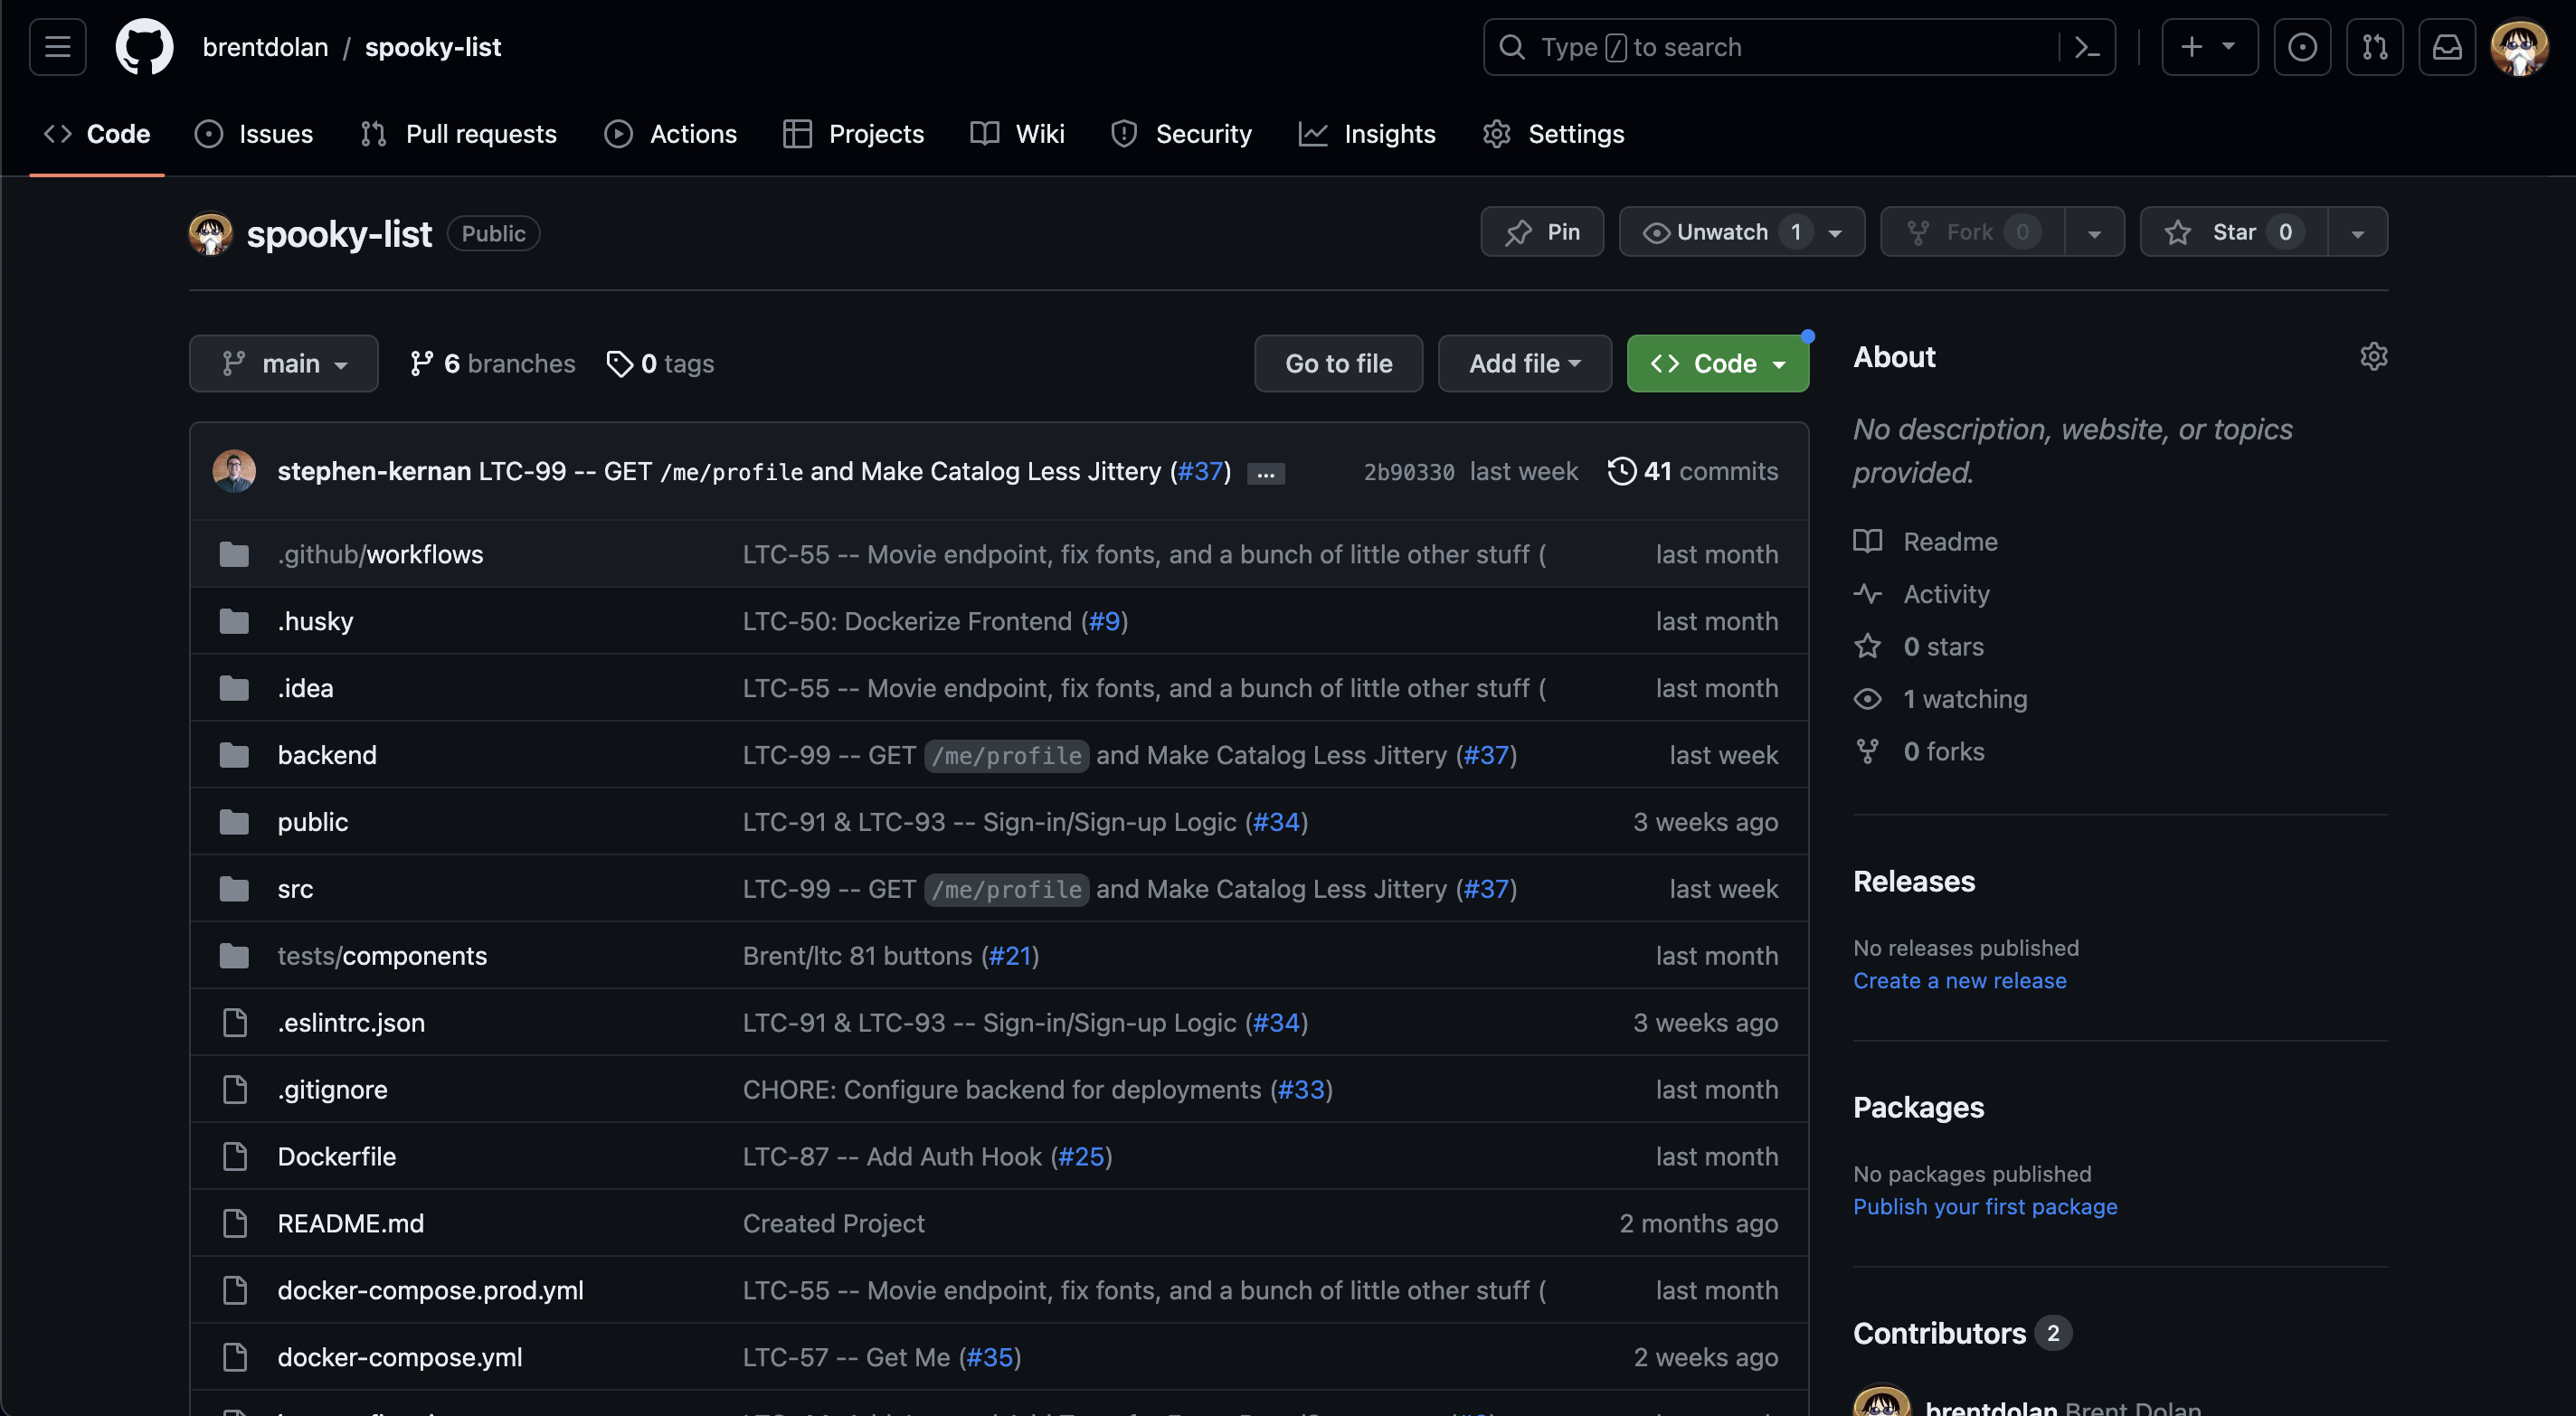 brentdolan / spooky-list
Type / to search
Code Issues Pull requests Actions Projects Wiki Security Insights Settings
spooky-list Public
Pin Unwatch 1 Fork 0 Star 0
main 6 branches 0 tags
Go to file Add file Code
stephen-kernan LTC-99 -- GET /me/profile and Make Catalog Less Jittery (#37) ... 2b90330 last week 41 commits
.github/workflows LTC-55 -- Movie endpoint, fix fonts, and a bunch of little other stuff ( last month
.husky LTC-50: Dockerize Frontend (#9) last month
.idea LTC-55 -- Movie endpoint, fix fonts, and a bunch of little other stuff ( last month
backend LTC-99 -- GET /me/profile and Make Catalog Less Jittery (#37) last week
public LTC-91 & LTC-93 -- Sign-in/Sign-up Logic (#34) 3 weeks ago
src LTC-99 -- GET /me/profile and Make Catalog Less Jittery (#37) last week
tests/components Brent/ltc 81 buttons (#21) last month
.eslintrc.json LTC-91 & LTC-93 -- Sign-in/Sign-up Logic (#34) 3 weeks ago
.gitignore CHORE: Configure backend for deployments (#33) last month
Dockerfile LTC-87 -- Add Auth Hook (#25) last month
README.md Created Project 2 months ago
docker-compose.prod.yml LTC-55 -- Movie endpoint, fix fonts, and a bunch of little other stuff ( last month
docker-compose.yml LTC-57 -- Get Me (#35) 2 weeks ago
About
No description, website, or topics
provided.
Readme
Activity
0 stars
1 watching
0 forks
Releases
No releases published
Create a new release
Packages
No packages published
Publish your first package
Contributors 2
brentdolan Brent Dolan